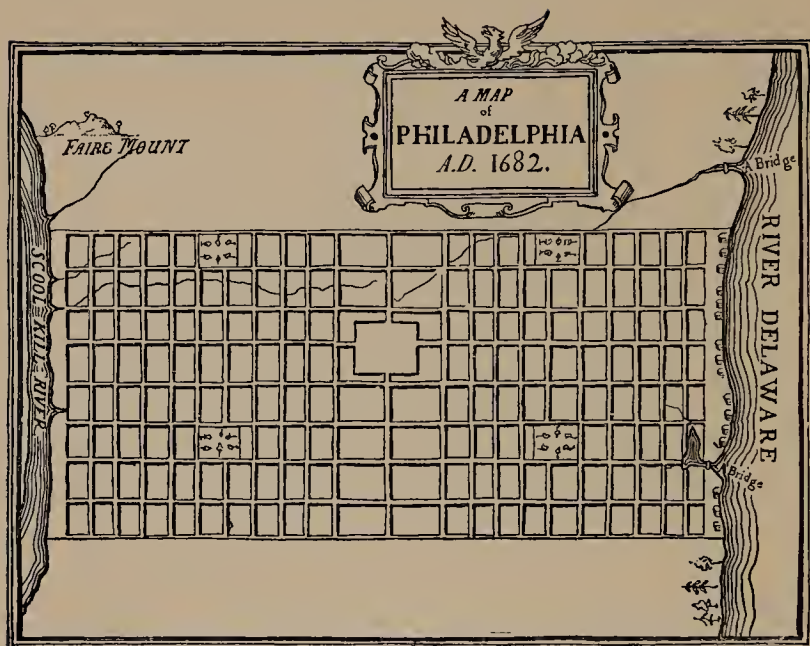 A MAP
of
PHILADELPHIA
A.D. 1682.
FAIRE MOUNT
A Bridge
SCOOL-KILL-RIVER
RIVER DELAWARE
A Bridge